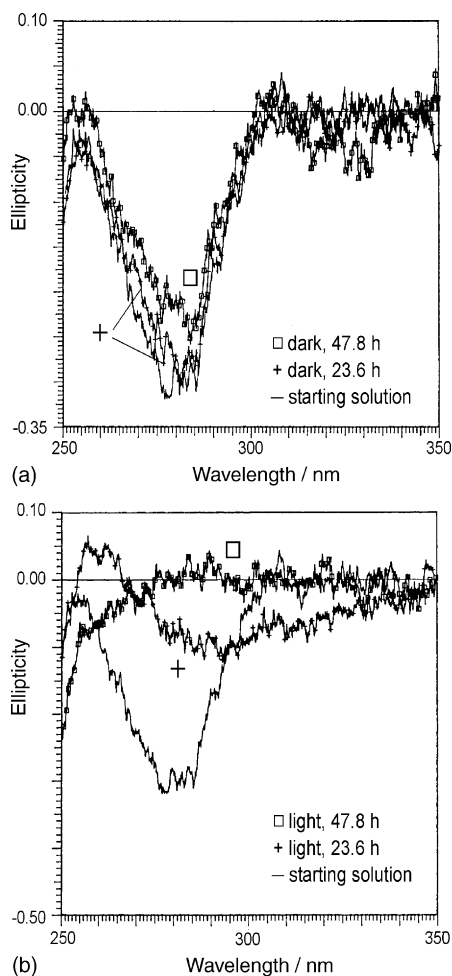 0.10
0.00
Ellipticity
□
+
□ dark, 47.8 h
+ dark, 23.6 h
— starting solution
-0.35
250
300
350
(a)
Wavelength / nm
0.10
□
0.00
Ellipticity
+
□ light, 47.8 h
+ light, 23.6 h
— starting solution
-0.50
250
300
350
(b)
Wavelength / nm